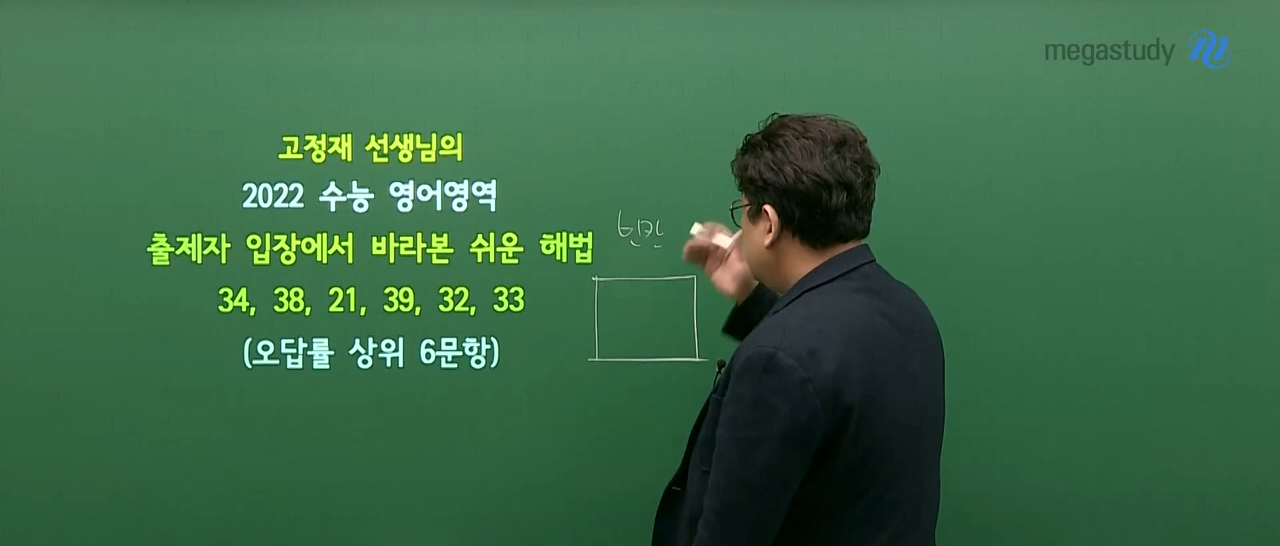 megastudy
고정재 선생님의
2022 수능 영어영역
출제자 입장에서 바라본 쉬운 해법
34, 38, 21, 39, 32, 33
(오답률 상위 6문항)
빈칸